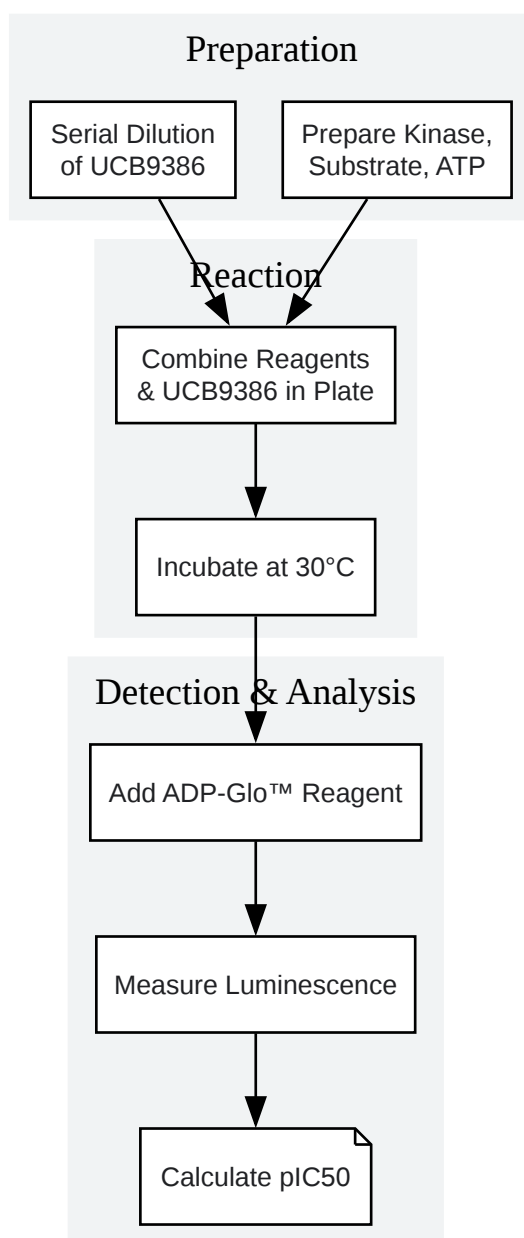 Preparation
Serial Dilution
of UCB9386
Prepare Kinase,
Substrate, ATP
Reaction
Combine Reagents
& UCB9386 in Plate
Incubate at 30°C
Detection & Analysis
Add ADP-Glo™ Reagent
Measure Luminescence
Calculate pIC50